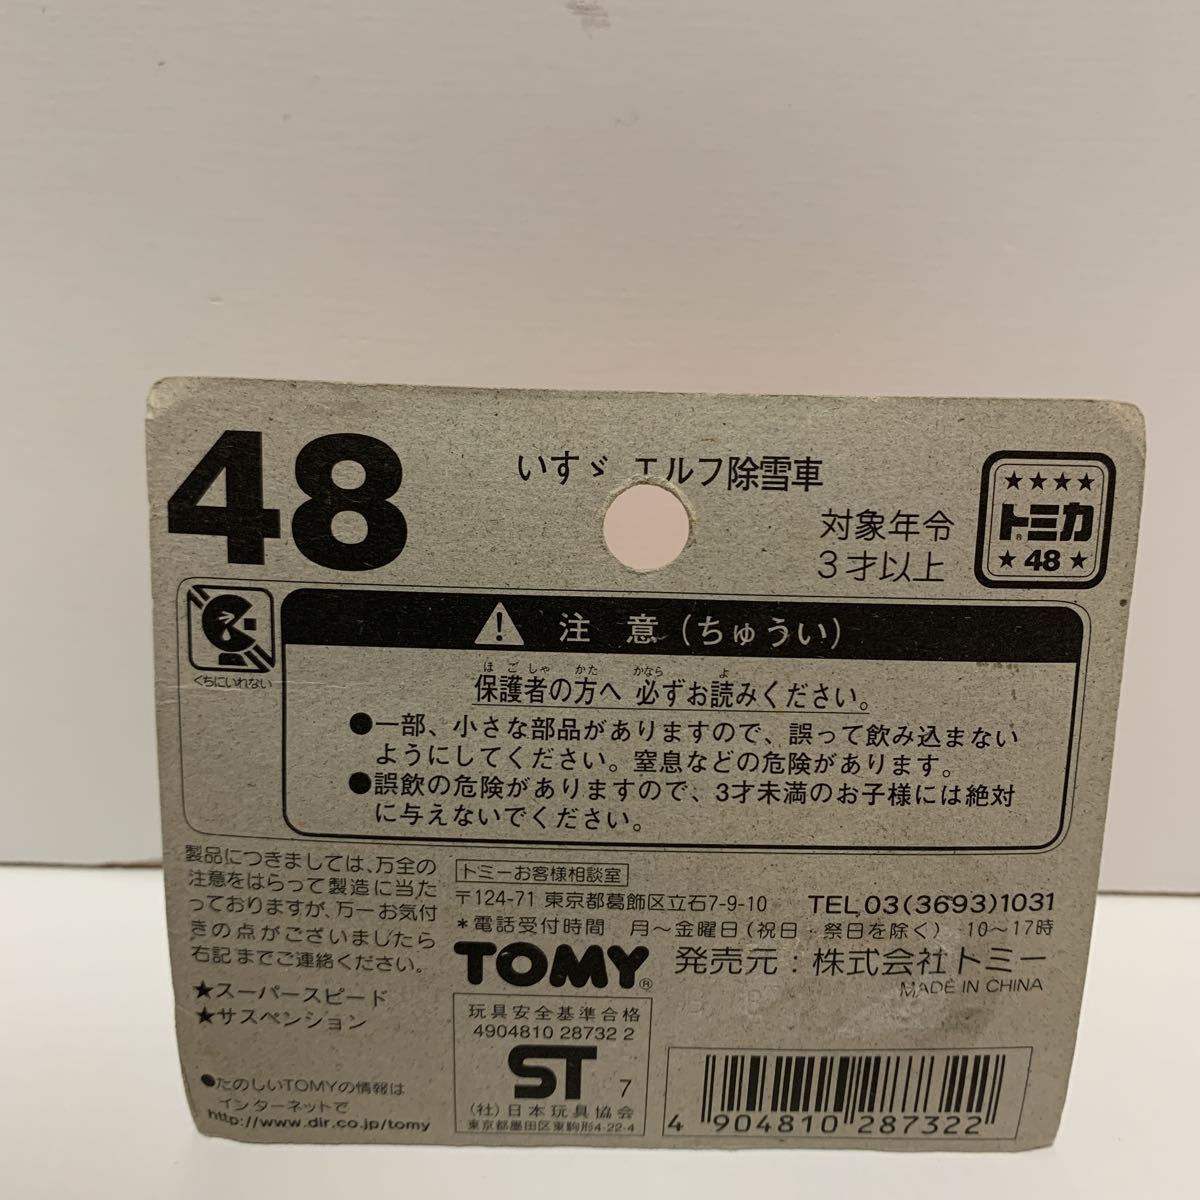 48
いすゞ エルフ除雪車
対象年令
3才以上
★★★★
トミカ®
★48★
くちにいれない
注 意(ちゅうい)
ほごしゃ かた かなら よ
保護者の方へ 必ずお読みください。
●一部、小さな部品がありますので、誤って飲み込まない
ようにしてください。窒息などの危険があります。
●誤飲の危険がありますので、3才未満のお子様には絶対
に与えないでください。
製品につきましては、万全の
注意をはらって製造に当た
っておりますが、万一お気付
きの点がございましたら
右記までご連絡ください。
★スーパースピード
★サスペンション
●たのしいTOMYの情報は
インターネットで
http://www.dir.co.jp/tomy
トミーお客様相談室
〒124-71 東京都葛飾区立石7-9-10 TEL.03(3693)1031
*電話受付時間 月~金曜日(祝日・祭日を除く) 10~17時
TOMY® 発売元:株式会社トミー
MADE IN CHINA
玩具安全基準合格
4904810 28732 2
ST 7
(社)日本玩具協会
東京都墨田区東駒形4-22-4
4 904810 287322